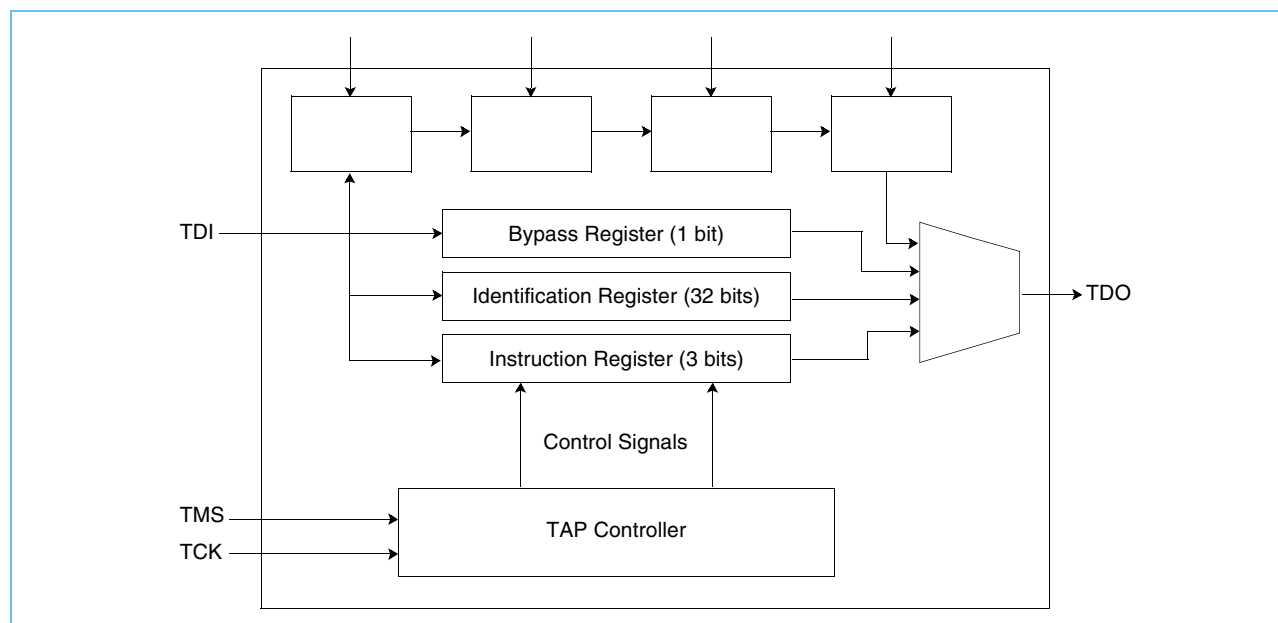 TDI
Bypass Register (1 bit)
Identification Register (32 bits)
TDO
Instruction Register (3 bits)
Control Signals
TMS
TAP Controller
TCK